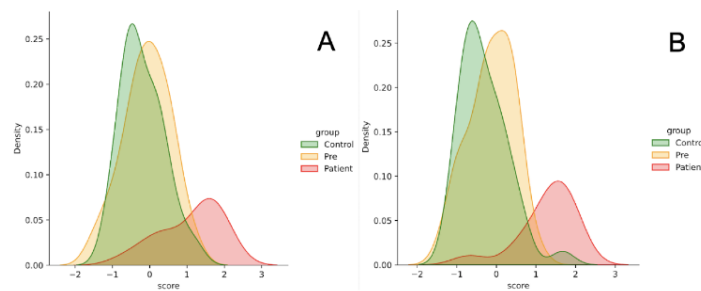 A
B
0.25
0.20
0.15
0.10
0.05
0.00
Density
−2 −1 0 1 2 3
score
group
Control
Pre
Patient
0.25
0.20
0.15
0.10
0.05
0.00
Density
−2 −1 0 1 2 3
score
group
Contro
Pre
Patient